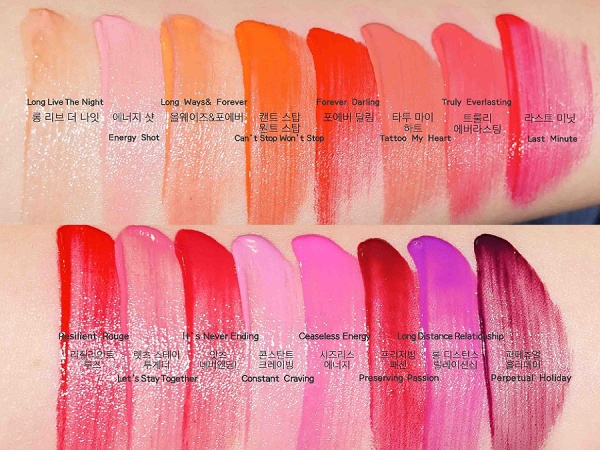 Long Live The Night
롱 리브 더 나잇
에너지 샷
Energy Shot
Long Ways& Forever
올웨이즈&포에버
캔트 스탑
원트 스탑
Can't Stop Won't Stop
Forever Darling
포에버 달링
타투 마이
하트
Tattoo My Heart
Truly Everlasting
트룰리
에버라스팅
라스트 미닛
Last Minute
Resilient Rouge
리질리언트
루즈
렛츠 스테이
투게더
Let's Stay Together
It's Never Ending
잇츠
네버엔딩
콘스탄트
크레이빙
Constant Craving
Ceaseless Energy
시즈리스
에너지
프리저빙
패션
Preserving Passion
Long Distance Relationship
롱 디스턴스
릴레이션쉽
퍼페츄얼
홀리데이
Perpetual Holiday